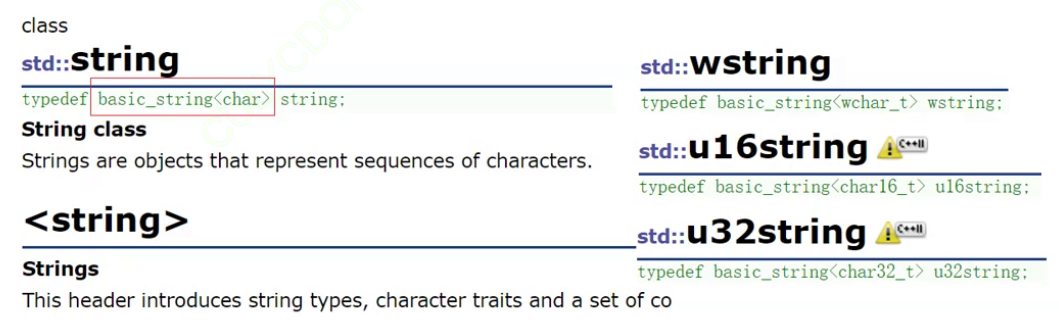 class
std::string
typedef basic_string<char> string;
String class
Strings are objects that represent sequences of characters.
<string>
Strings
This header introduces string types, character traits and a set of co
std::wstring
typedef basic_string<wchar_t> wstring;
std::u16string C++11
typedef basic_string<char16_t> u16string;
std::u32string C++11
typedef basic_string<char32_t> u32string;